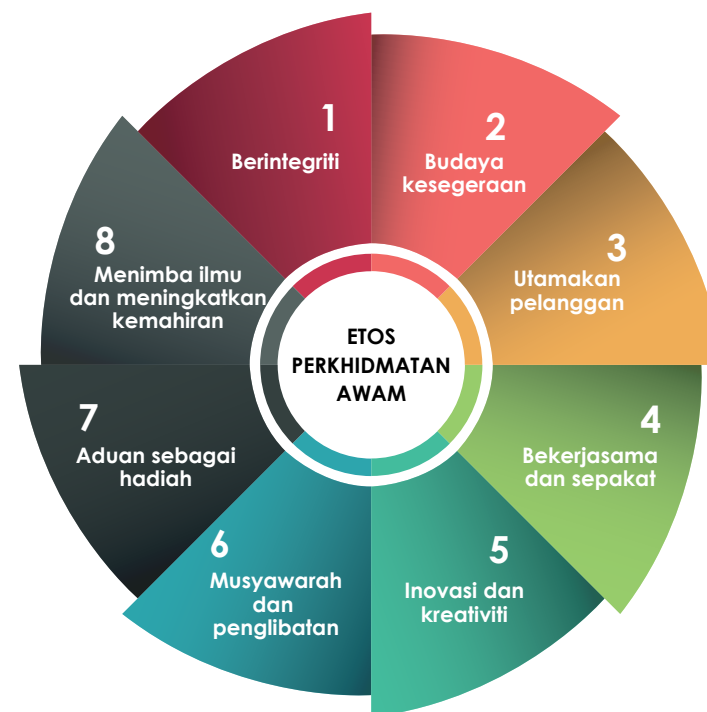 1
Berintegriti
2
Budaya
kesegeraan
3
Utamakan
pelanggan
4
Bekerjasama
dan sepakat
5
Inovasi dan
kreativiti
6
Musyawarah
dan
penglibatan
7
Aduan sebagai
hadiah
8
Menimba ilmu
dan meningkatkan
kemahiran
ETOS
PERKHIDMATAN
AWAM